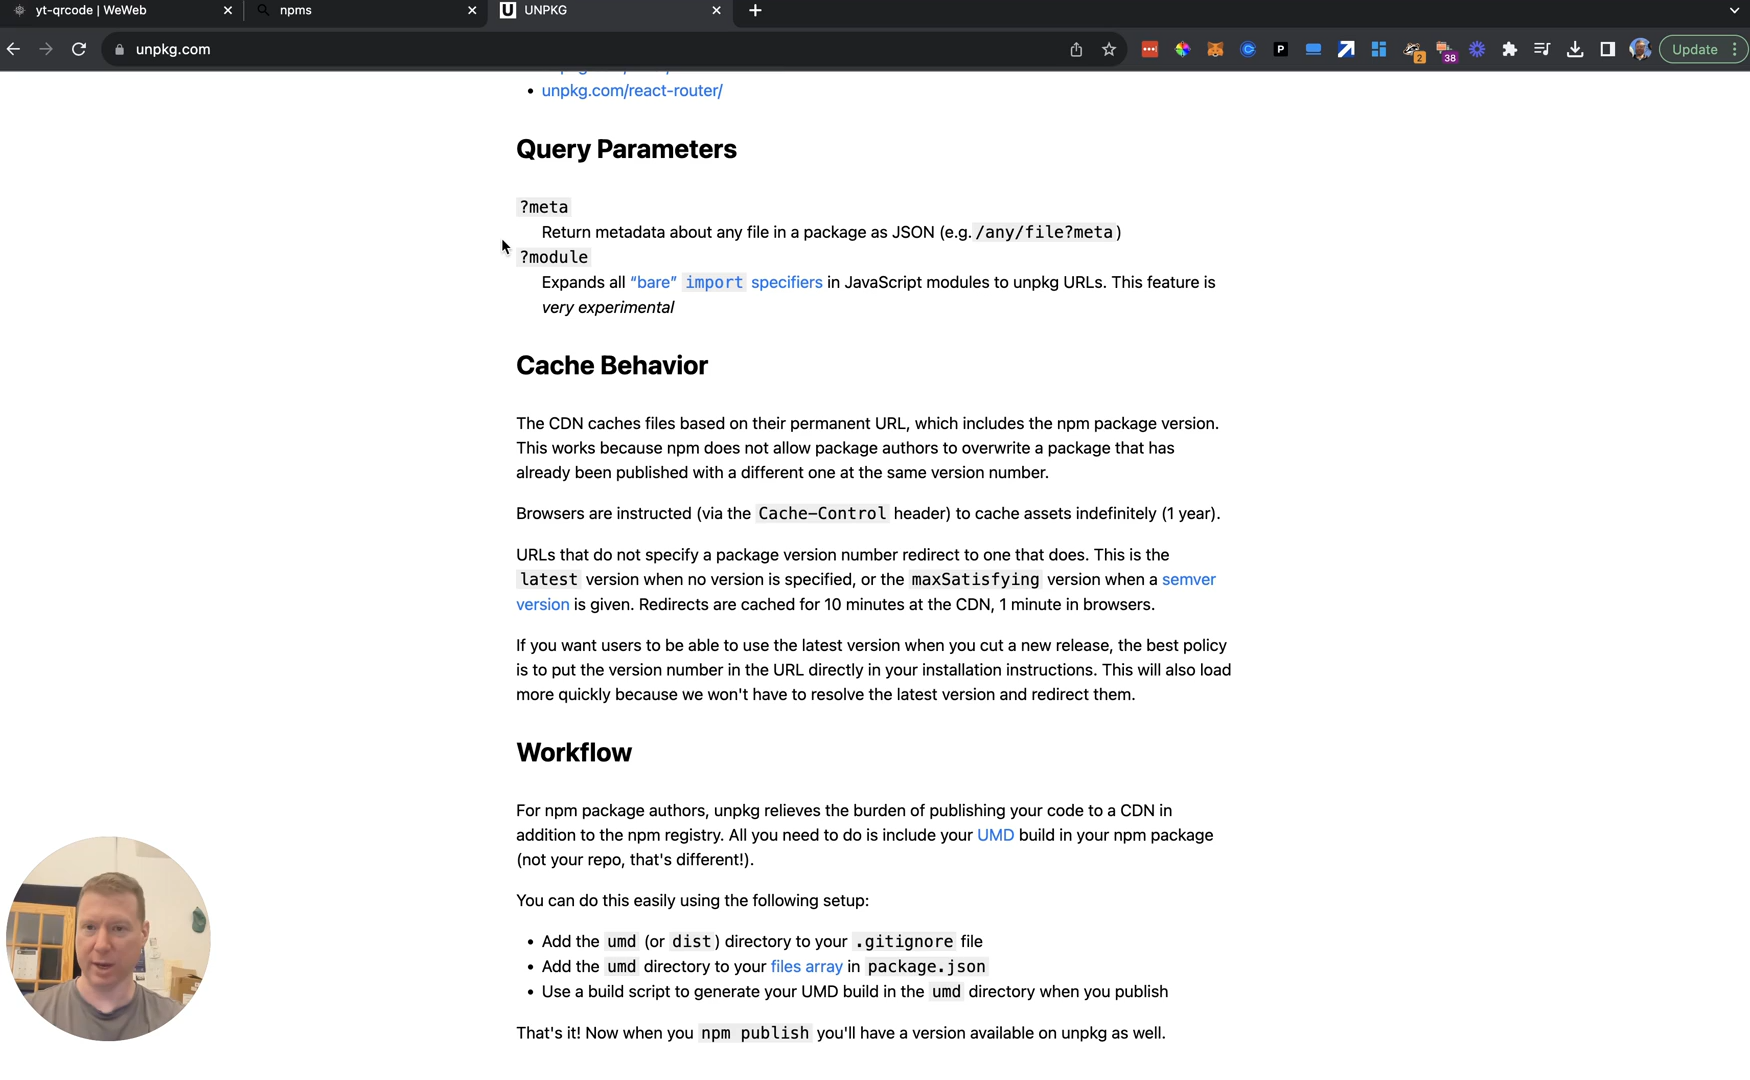 yt-qrcode | WeWeb
npms
UNPKG
unpkg.com
Update
2
38
P
unpkg.com/react-router/
Query Parameters
?meta
Return metadata about any file in a package as JSON (e.g. /any/file?meta)
?module
Expands all “bare” import specifiers in JavaScript modules to unpkg URLs. This feature is
very experimental
Cache Behavior
The CDN caches files based on their permanent URL, which includes the npm package version.
This works because npm does not allow package authors to overwrite a package that has
already been published with a different one at the same version number.
Browsers are instructed (via the Cache-Control header) to cache assets indefinitely (1 year).
URLs that do not specify a package version number redirect to one that does. This is the
latest version when no version is specified, or the maxSatisfying version when a semver
version is given. Redirects are cached for 10 minutes at the CDN, 1 minute in browsers.
If you want users to be able to use the latest version when you cut a new release, the best policy
is to put the version number in the URL directly in your installation instructions. This will also load
more quickly because we won't have to resolve the latest version and redirect them.
Workflow
For npm package authors, unpkg relieves the burden of publishing your code to a CDN in
addition to the npm registry. All you need to do is include your UMD build in your npm package
(not your repo, that's different!).
You can do this easily using the following setup:
• Add the umd (or dist) directory to your .gitignore file
• Add the umd directory to your files array in package.json
• Use a build script to generate your UMD build in the umd directory when you publish
That's it! Now when you npm publish you'll have a version available on unpkg as well.